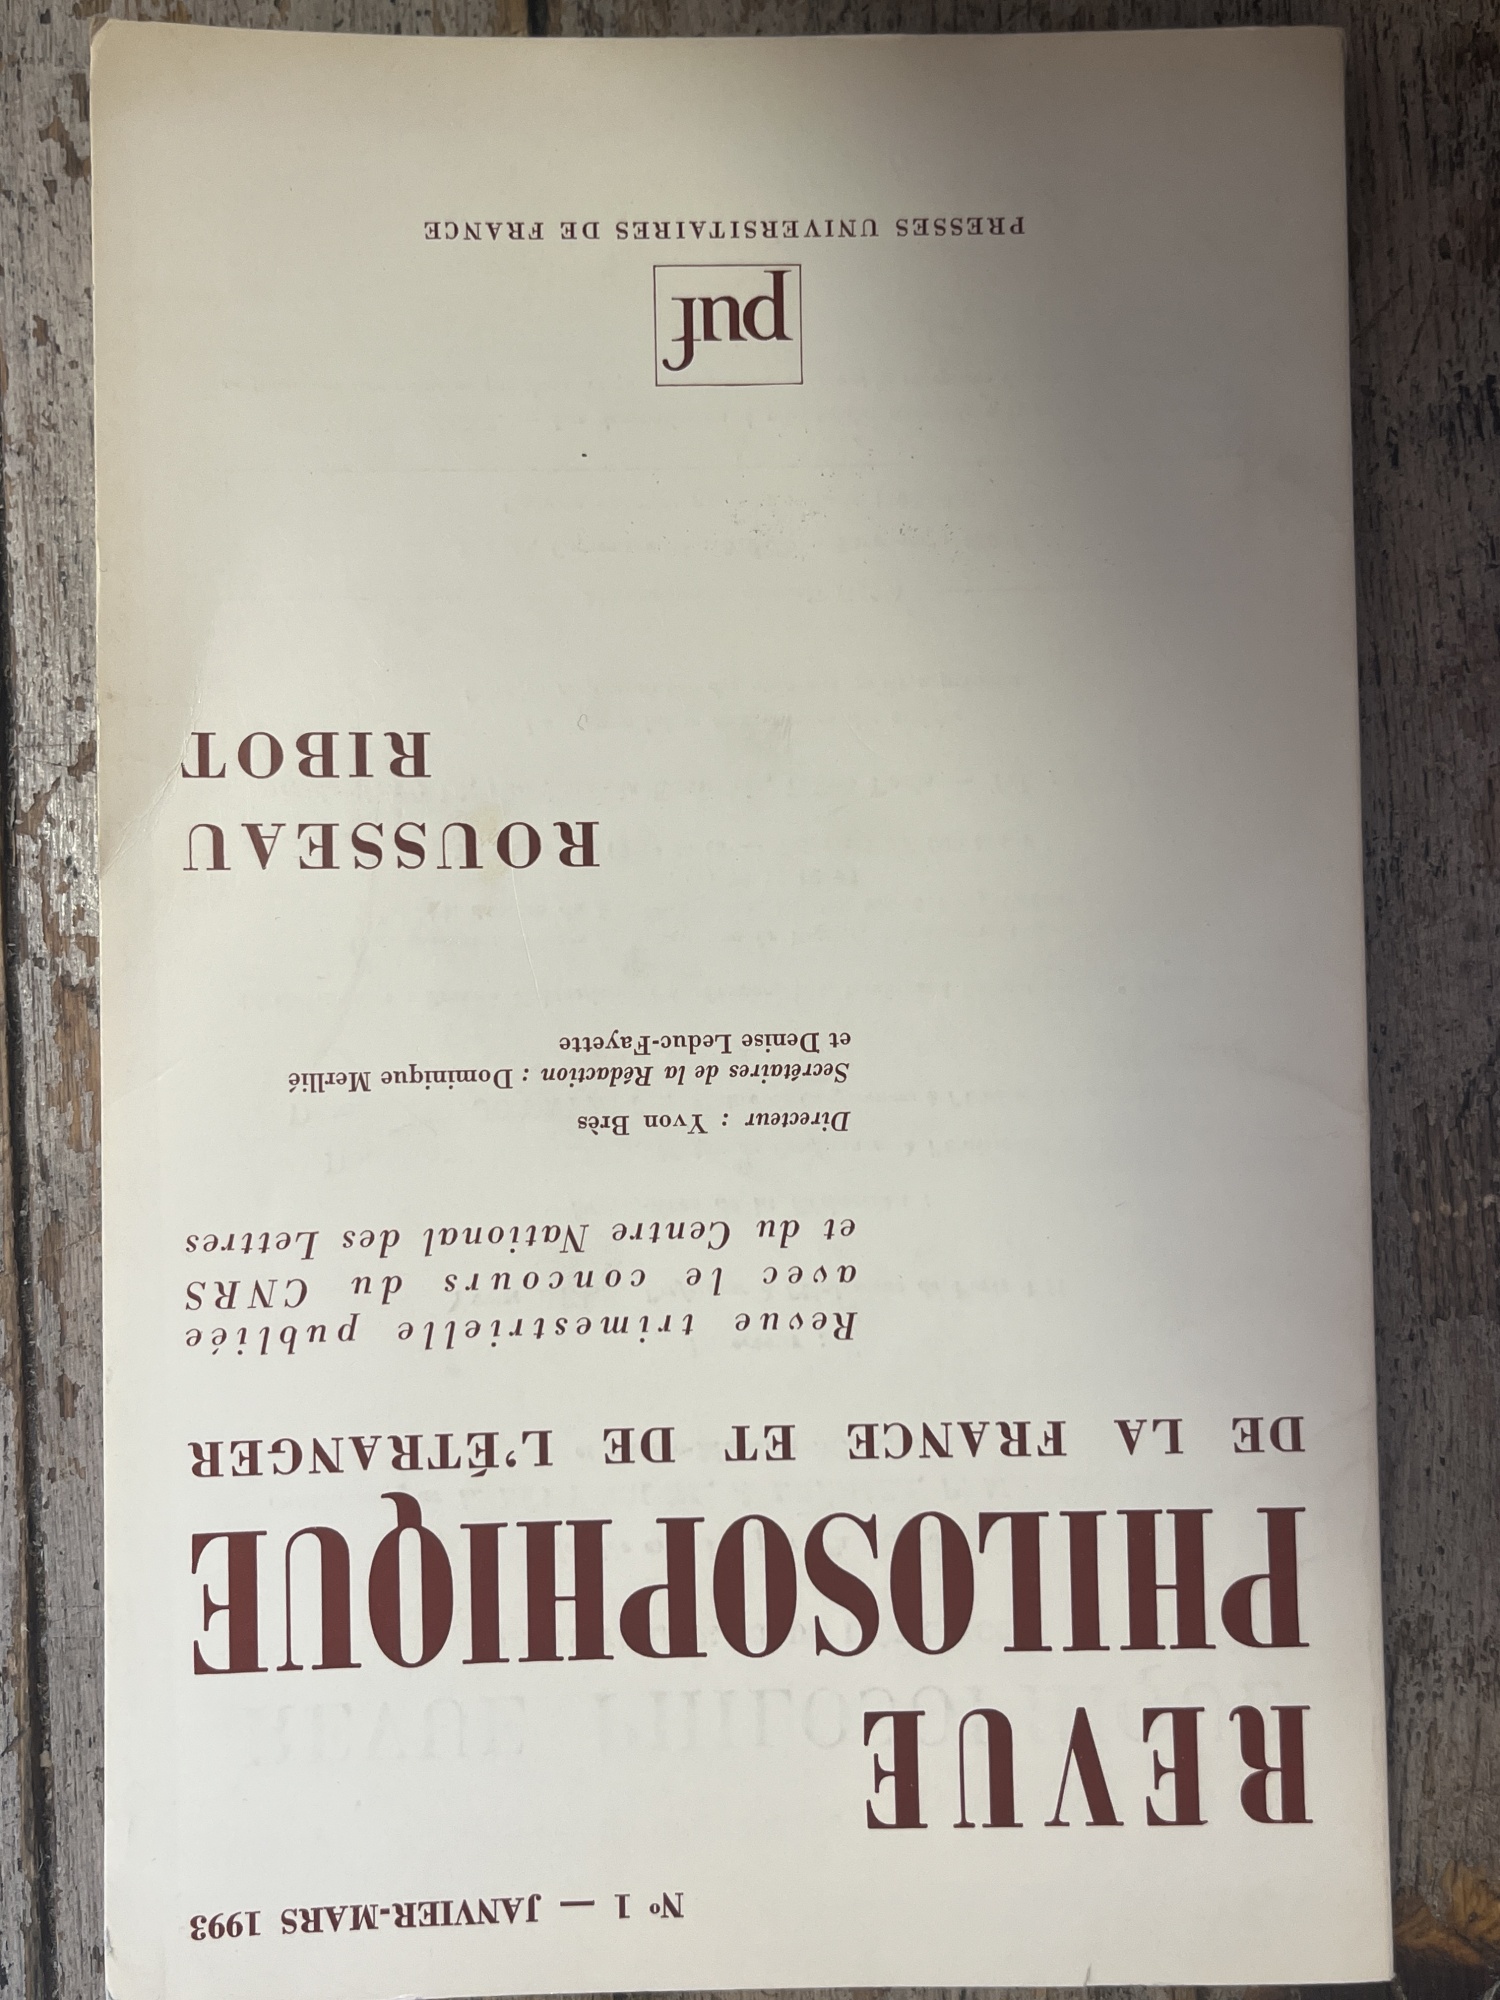 Nº 1 — JANVIER-MARS 1993
REVUE
PHILOSOPHIQUE
DE LA FRANCE ET DE L'ÉTRANGER
Revue trimestrielle publiée
avec le concours du CNRS
et du Centre National des Lettres
Directeur : Yvon Brès
Secrétaires de la Rédaction : Dominique Merllié
et Denise Leduc-Fayette
ROUSSEAU
RIBOT
puf
PRESSES UNIVERSITAIRES DE FRANCE